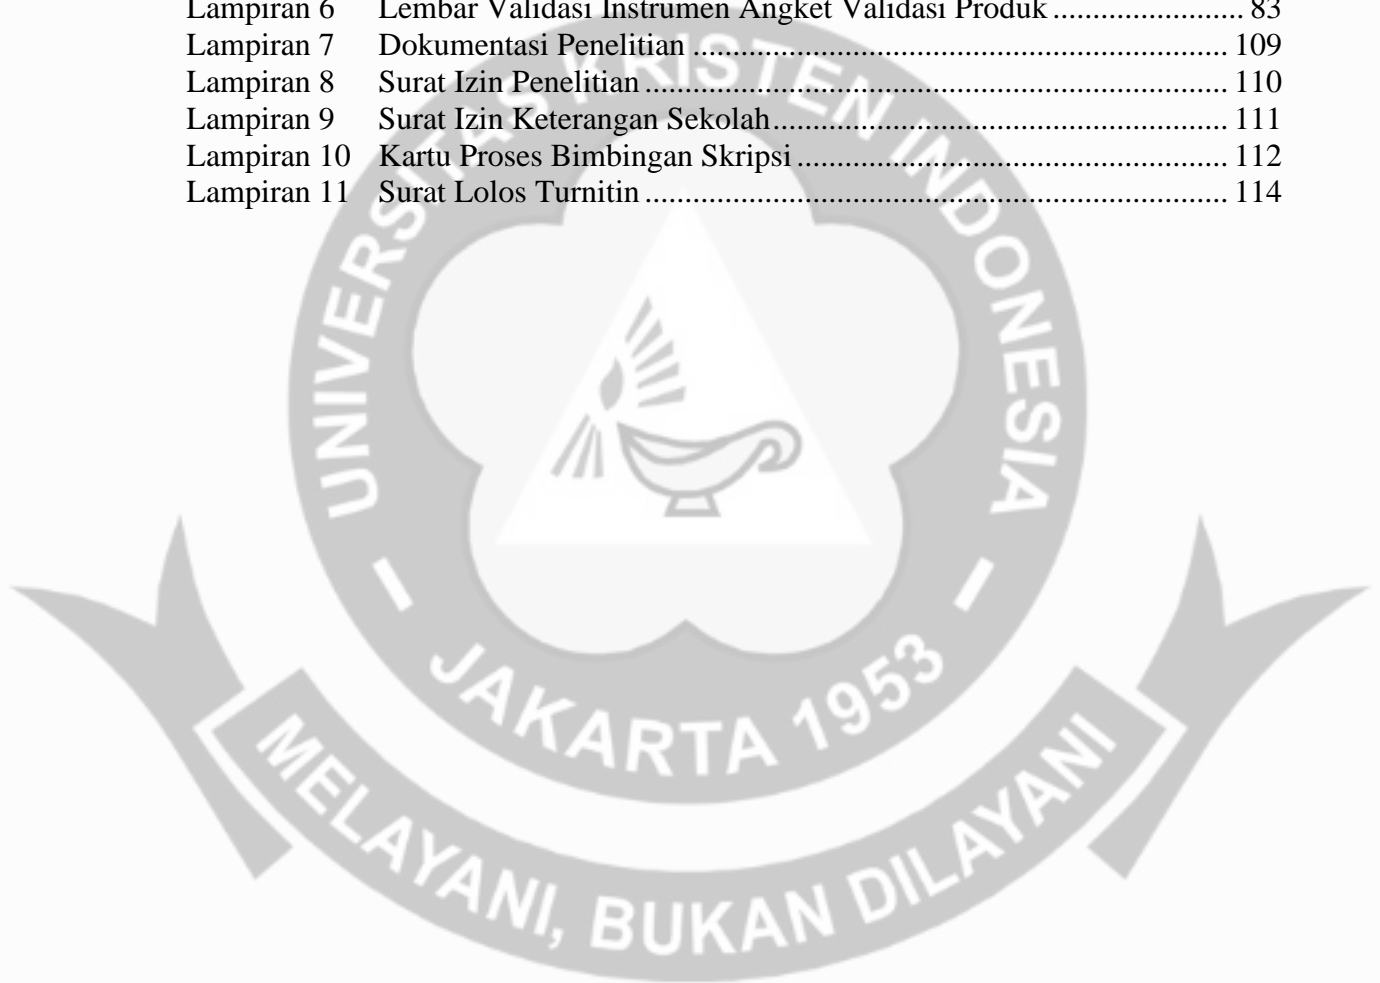 Lampiran 6 Lembar Validasi Instrumen Angket Validasi Produk ....................... 83
Lampiran 7 Dokumentasi Penelitian ................................................................. 109
Lampiran 8 Surat Izin Penelitian ....................................................................... 110
Lampiran 9 Surat Izin Keterangan Sekolah....................................................... 111
Lampiran 10 Kartu Proses Bimbingan Skripsi .................................................... 112
Lampiran 11 Surat Lolos Turnitin ....................................................................... 114
UNIVERSITAS KRISTEN INDONESIA
JAKARTA 1953
MELAYANI, BUKAN DILAYANI